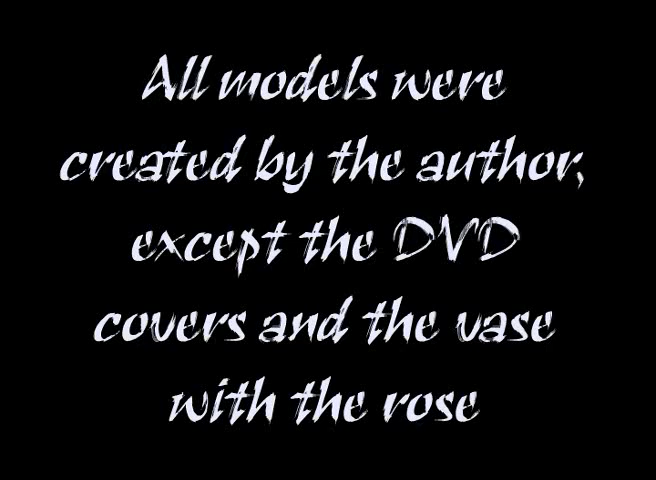 All models were
created by the author,
except the DVD
covers and the vase
with the rose